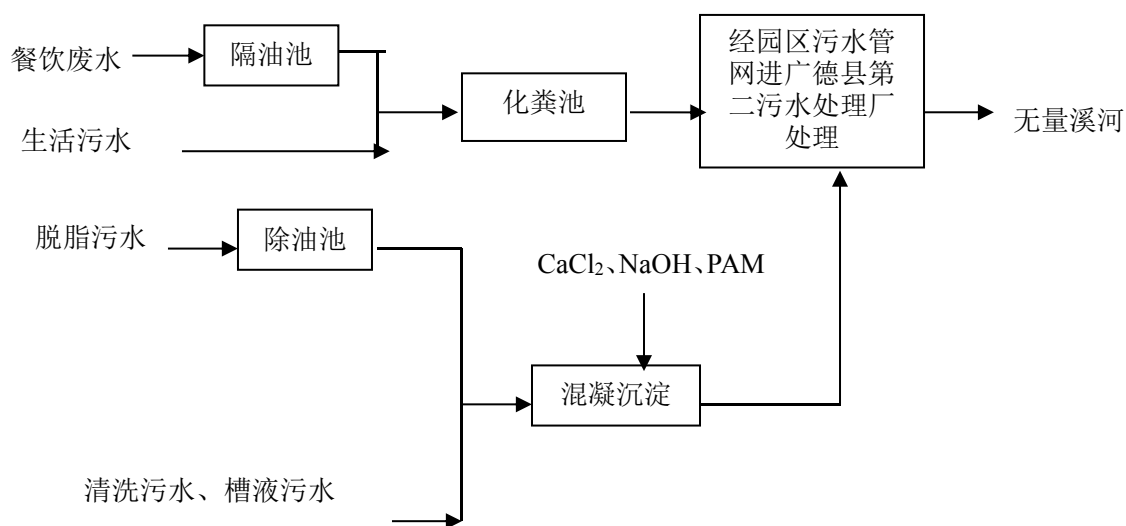 餐饮废水
隔油池
生活污水
化粪池
经园区污水管
网进广德县第
二污水处理厂
处理
无量溪河
脱脂污水
除油池
CaCl₂、NaOH、PAM
混凝沉淀
清洗污水、槽液污水